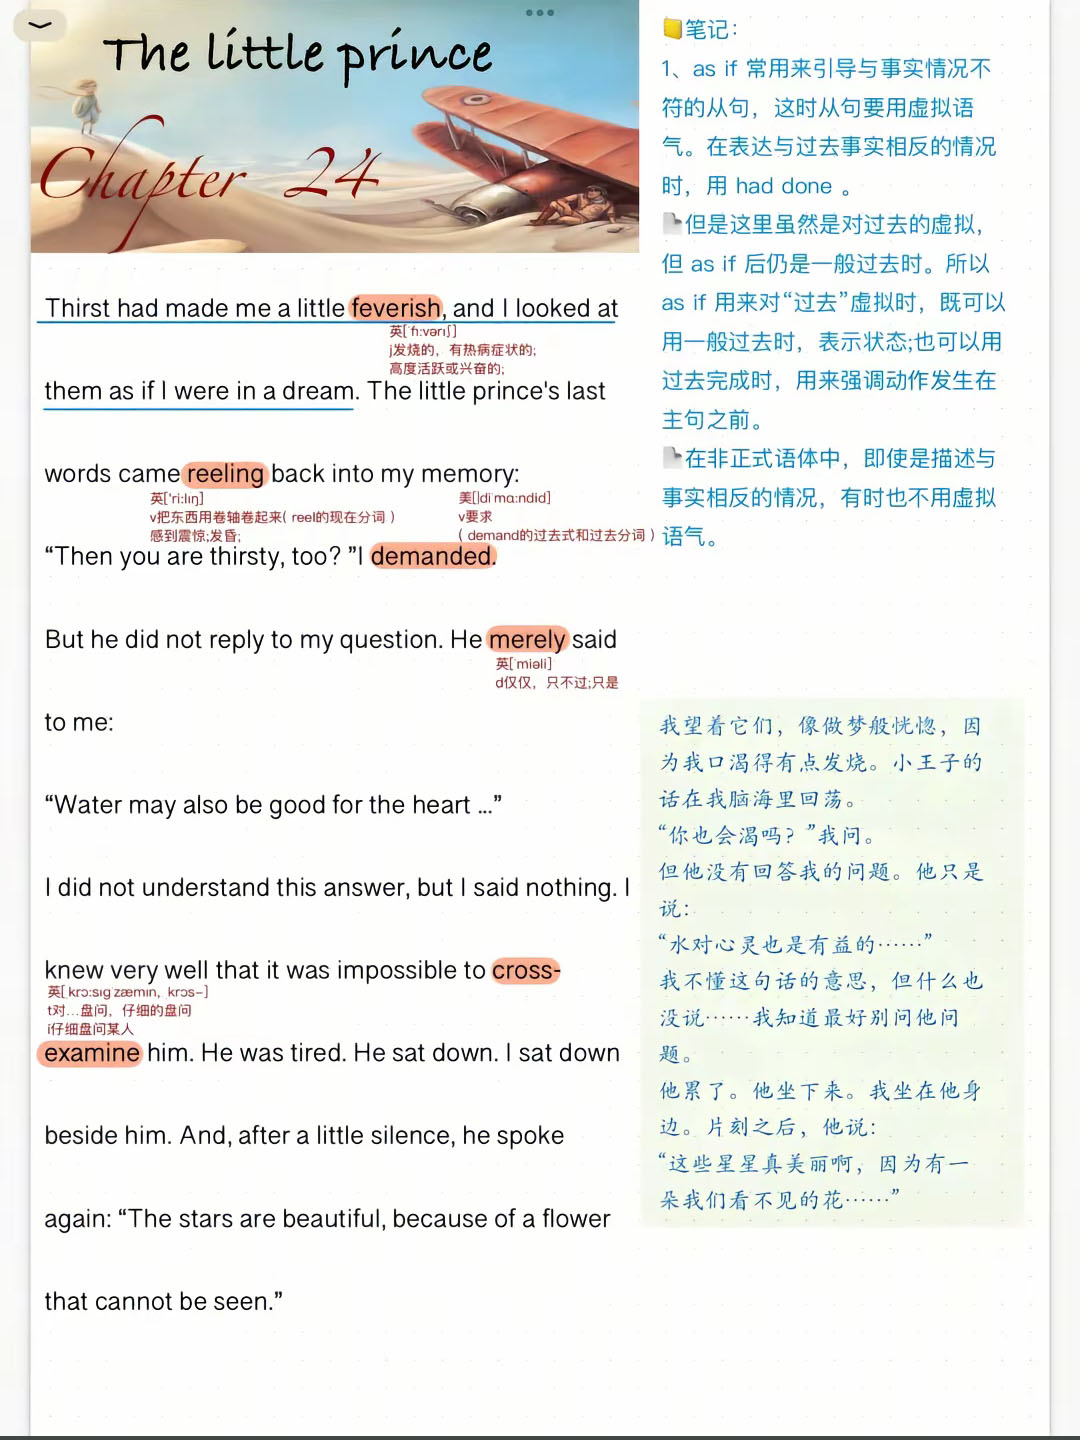 The little prince
Chapter 24
Thirst had made me a little feverish, and I looked at
英[ˈfiːvərɪʃ]
j发烧的，有热病症状的;
高度活跃或兴奋的;
them as if I were in a dream. The little prince's last
words came reeling back into my memory:
英['riːlɪŋ]
v把东西用卷轴卷起来( reel的现在分词 )
感到震惊;发昏;
美[]diˈmɑːndid]
v要求
( demand的过去式和过去分词 )
“Then you are thirsty, too? ”I demanded.
But he did not reply to my question. He merely said
英[ˈmiəli]
d仅仅，只不过;只是
to me:
“Water may also be good for the heart ...”
I did not understand this answer, but I said nothing. I
knew very well that it was impossible to cross-
英[ˌkrɔːsɪɡˈzæmɪn, ˌkrɔs–]
t对...盘问，仔细的盘问
i仔细盘问某人
examine him. He was tired. He sat down. I sat down
beside him. And, after a little silence, he spoke
again: “The stars are beautiful, because of a flower
that cannot be seen.”
笔记：
1、as if 常用来引导与事实情况不
符的从句，这时从句要用虚拟语
气。在表达与过去事实相反的情况
时，用 had done 。
但是这里虽然是对过去的虚拟，
但 as if 后仍是一般过去时。所以
as if 用来对“过去”虚拟时，既可以
用一般过去时，表示状态;也可以用
过去完成时，用来强调动作发生在
主句之前。
在非正式语体中，即使是描述与
事实相反的情况，有时也不用虚拟
语气。
我望着它们，像做梦般恍惚，因
为我口渴得有点发烧。小王子的
话在我脑海里回荡。
“你也会渴吗？”我问。
但他没有回答我的问题。他只是
说：
“水对心灵也是有益的……”
我不懂这句话的意思，但什么也
没说……我知道最好别问他问
题。
他累了。他坐下来。我坐在他身
边。片刻之后，他说：
“这些星星真美丽啊，因为有一
朵我们看不见的花……”